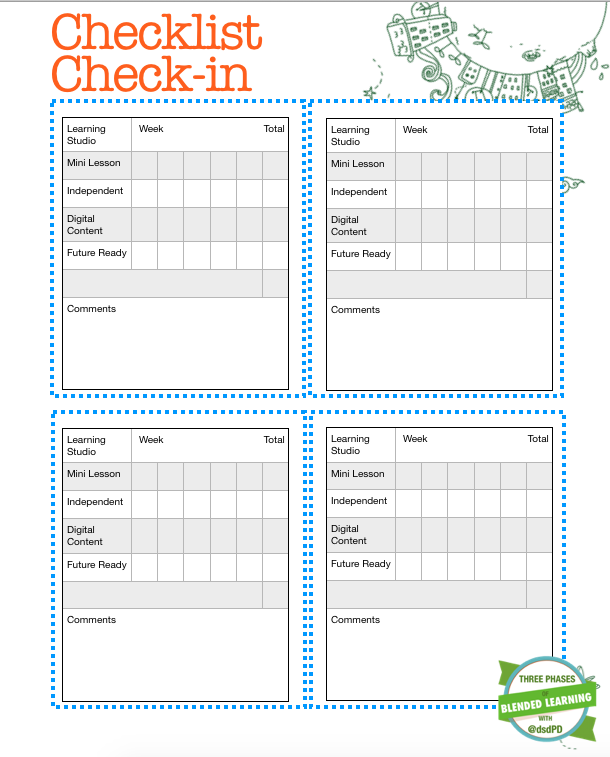 Checklist
Check-in
Learning
Studio
Week
Total
Mini Lesson
Independent
Digital
Content
Future Ready
Comments
Learning
Studio
Week
Total
Mini Lesson
Independent
Digital
Content
Future Ready
Comments
Learning
Studio
Week
Total
Mini Lesson
Independent
Digital
Content
Future Ready
Comments
Learning
Studio
Week
Total
Mini Lesson
Independent
Digital
Content
Future Ready
Comments
THREE PHASES
OF
BLENDED LEARNING
WITH
@dsdPD